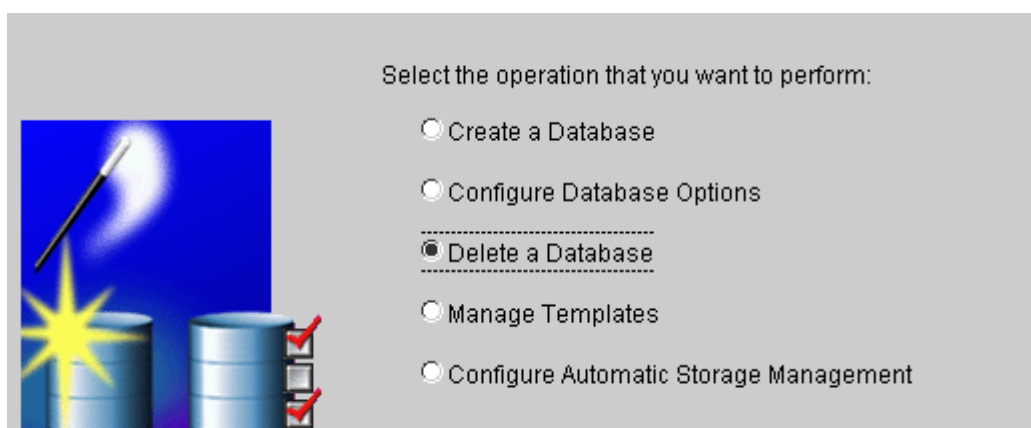 Select the operation that you want to perform:
Create a Database
Configure Database Options
Delete a Database
Manage Templates
Configure Automatic Storage Management